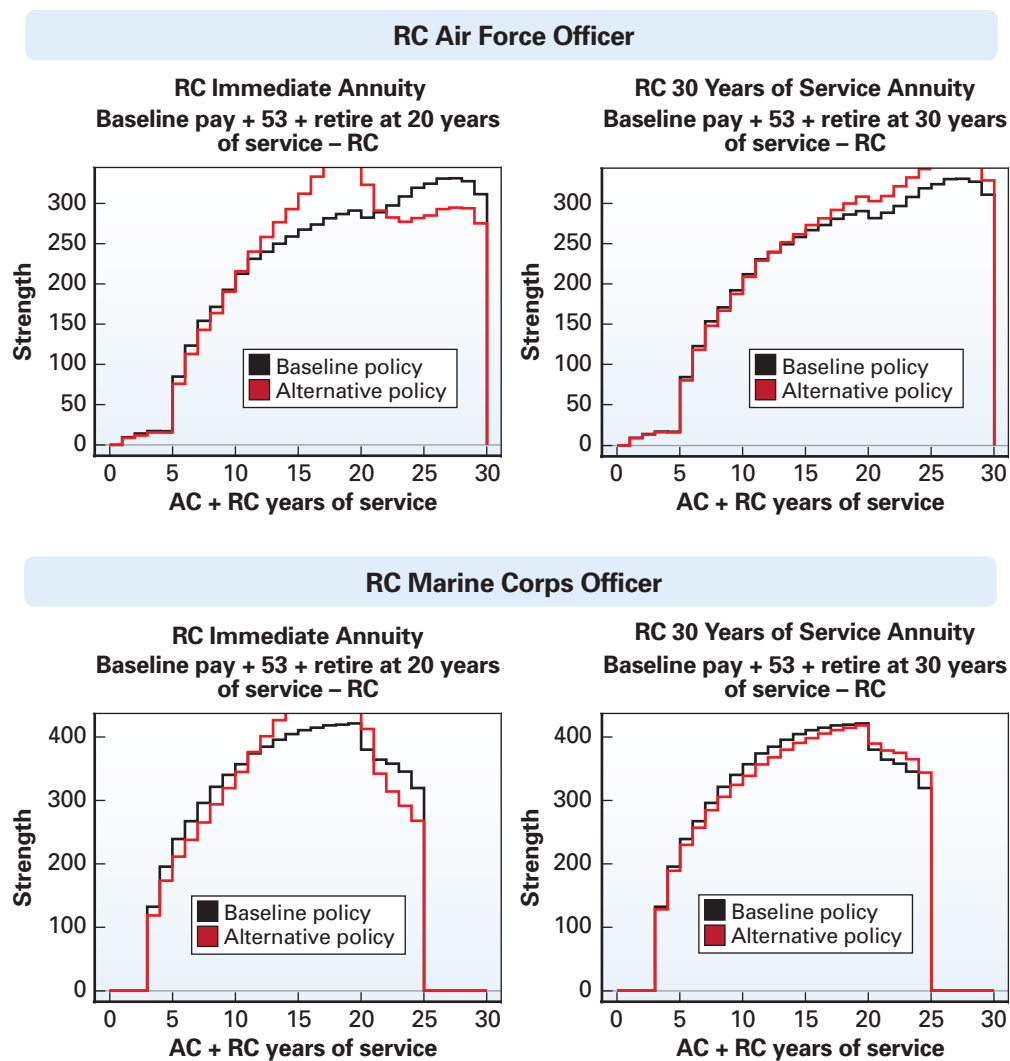 RC Air Force Officer
RC Immediate Annuity
Baseline pay + 53 + retire at 20 years
of service – RC
300
250
200
150
100
50
0
Strength
Baseline policy
Alternative policy
0 5 10 15 20 25 30
AC + RC years of service
RC 30 Years of Service Annuity
Baseline pay + 53 + retire at 30 years
of service – RC
300
250
200
150
100
50
0
Strength
Baseline policy
Alternative policy
0 5 10 15 20 25 30
AC + RC years of service
RC Marine Corps Officer
RC Immediate Annuity
Baseline pay + 53 + retire at 20 years
of service – RC
400
300
200
100
0
Strength
Baseline policy
Alternative policy
0 5 10 15 20 25 30
AC + RC years of service
RC 30 Years of Service Annuity
Baseline pay + 53 + retire at 30 years
of service – RC
400
300
200
100
0
Strength
Baseline policy
Alternative policy
0 5 10 15 20 25 30
AC + RC years of service